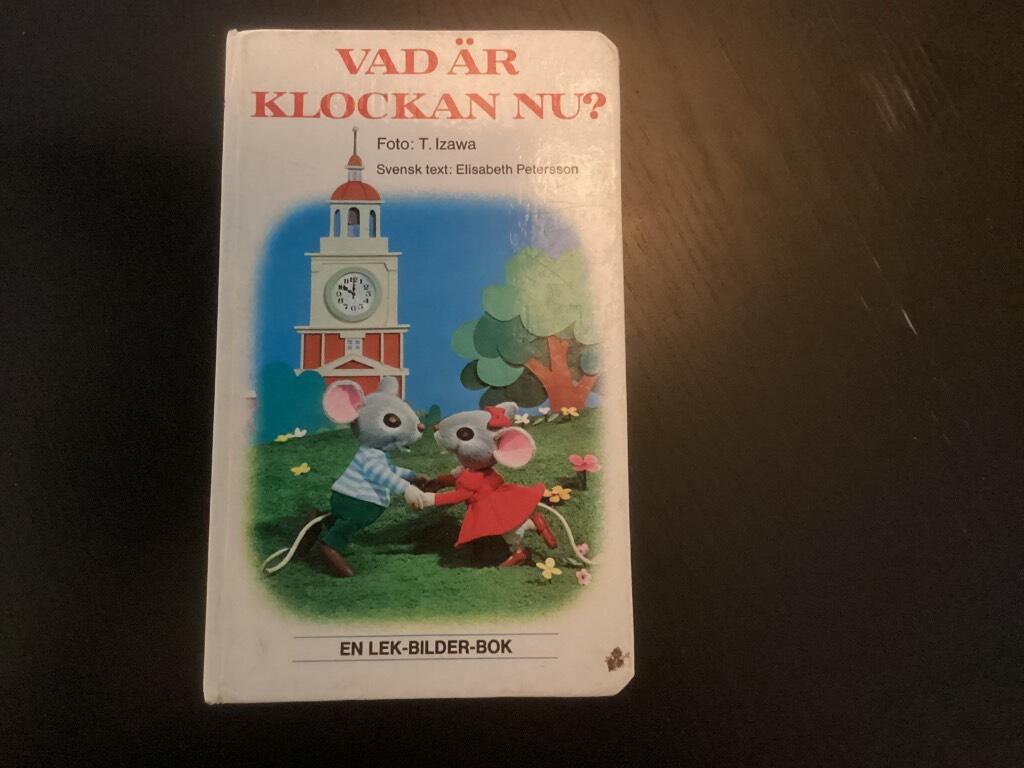 VAD ÄR
KLOCKAN NU?
Foto: T. Izawa
Svensk text: Elisabeth Petersson
EN LEK-BILDER-BOK